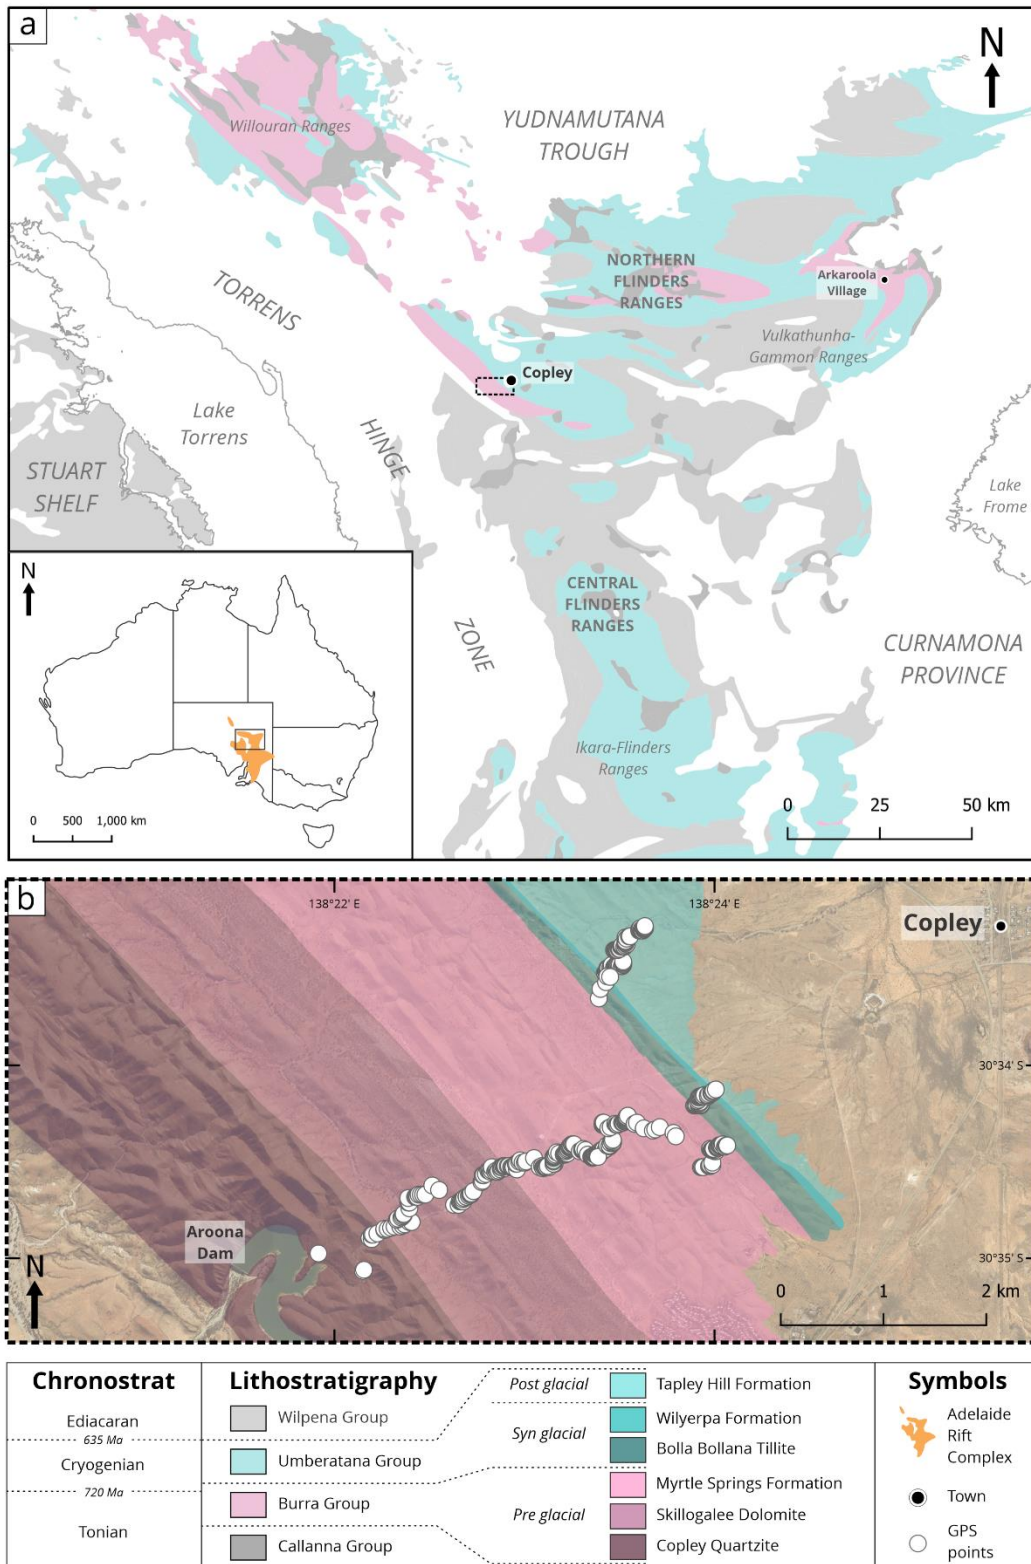 a
N
Willouran Ranges
YUDNAMUTANA
TROUGH
NORTHERN
FLINDERS
RANGES
Arkaroola
Village
TORRENS
Vulkathunha-
Gammon Ranges
Copley
Lake
Torrens
HINGE
STUART
SHELF
Lake
Frome
N
CENTRAL
FLINDERS
RANGES
ZONE
CURNAMONA
PROVINCE
Ikara-Flinders
Ranges
0 25 50 km
0 500 1,000 km
b
138°22' E
138°24' E
Copley
30°34' S
Aroona
Dam
N
30°35' S
0 1 2 km
Chronostrat
Ediacaran
635 Ma
Cryogenian
720 Ma
Tonian
Lithostratigraphy
Wilpena Group
Umberatana Group
Burra Group
Callanna Group
Post glacial
Tapley Hill Formation
Syn glacial
Wilyerpa Formation
Bolla Bollana Tillite
Pre glacial
Myrtle Springs Formation
Skillogalee Dolomite
Copley Quartzite
Symbols
Adelaide
Rift
Complex
Town
GPS
points